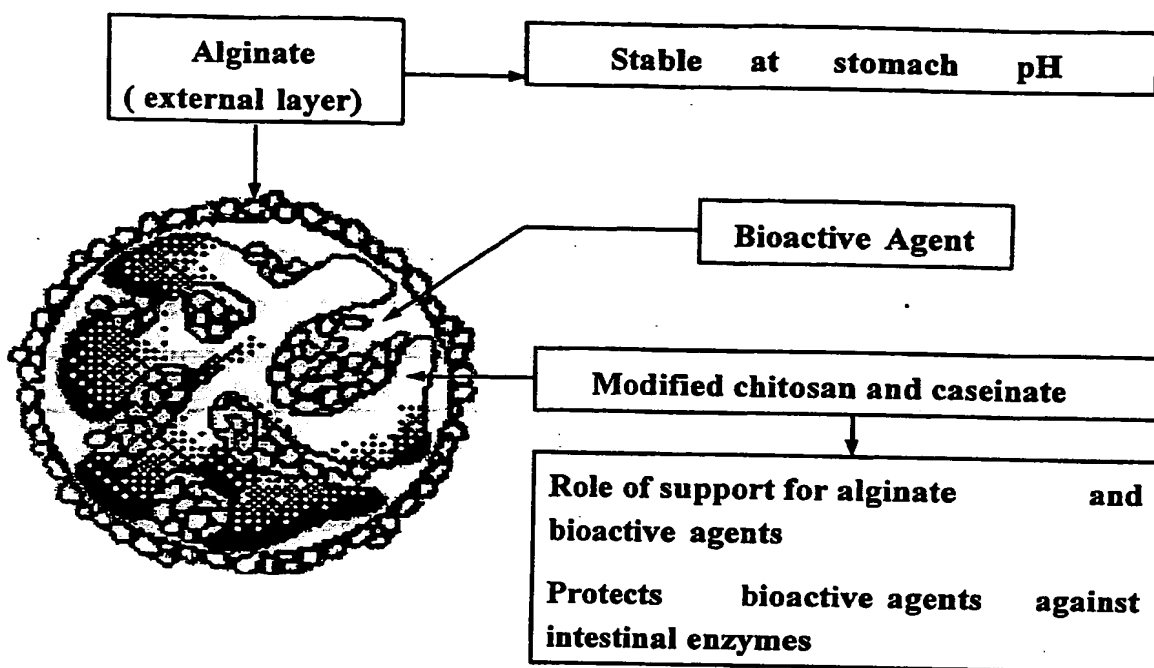 Alginate
( external layer)
Stable at stomach pH
Bioactive Agent
Modified chitosan and caseinate
Role of support for alginate and
bioactive agents
Protects bioactive agents against
intestinal enzymes